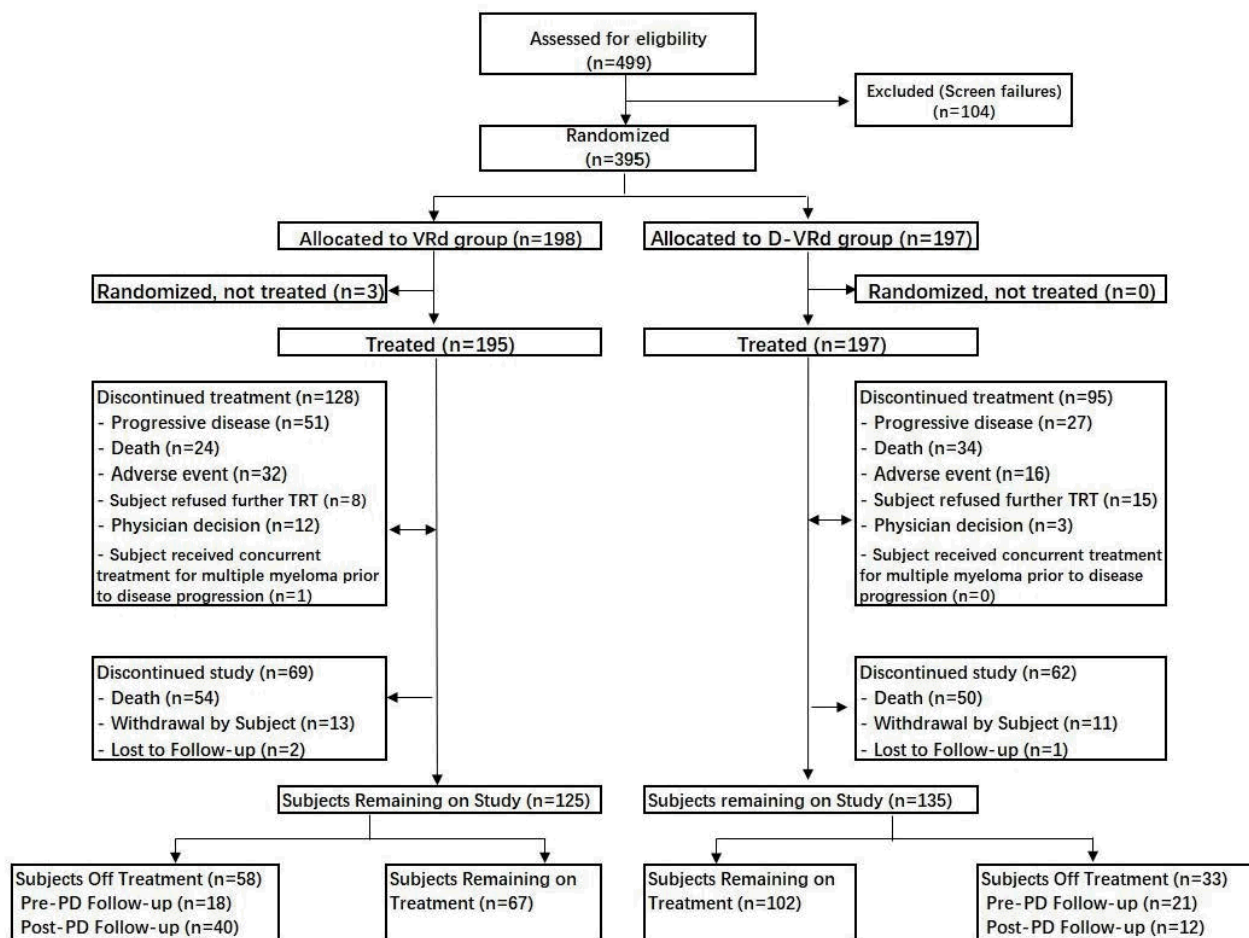 Assessed for eligbility
(n=499)
Excluded (Screen failures)
(n=104)
Randomized
(n=395)
Allocated to VRd group (n=198)
Allocated to D-VRd group (n=197)
Randomized, not treated (n=3)
Randomized, not treated (n=0)
Treated (n=195)
Treated (n=197)
Discontinued treatment (n=128)
- Progressive disease (n=51)
- Death (n=24)
- Adverse event (n=32)
- Subject refused further TRT (n=8)
- Physician decision (n=12)
- Subject received concurrent
treatment for multiple myeloma prior
to disease progression (n=1)
Discontinued treatment (n=95)
- Progressive disease (n=27)
- Death (n=34)
- Adverse event (n=16)
- Subject refused further TRT (n=15)
- Physician decision (n=3)
- Subject received concurrent treatment
for multiple myeloma prior to disease
progression (n=0)
Discontinued study (n=69)
- Death (n=54)
- Withdrawal by Subject (n=13)
- Lost to Follow-up (n=2)
Discontinued study (n=62)
- Death (n=50)
- Withdrawal by Subject (n=11)
- Lost to Follow-up (n=1)
Subjects Remaining on Study (n=125)
Subjects remaining on Study (n=135)
Subjects Off Treatment (n=58)
Pre-PD Follow-up (n=18)
Post-PD Follow-up (n=40)
Subjects Remaining on
Treatment (n=67)
Subjects Remaining on
Treatment (n=102)
Subjects Off Treatment (n=33)
Pre-PD Follow-up (n=21)
Post-PD Follow-up (n=12)